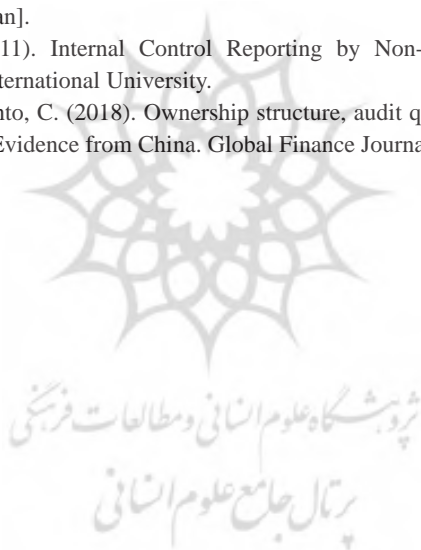 an].
11). Internal Control Reporting by Non-
ternational University.
nto, C. (2018). Ownership structure, audit q
Evidence from China. Global Finance Journa
پژوهشگاه علوم انسانی و مطالعات فرهنگی
پرتال جامع علوم انسانی